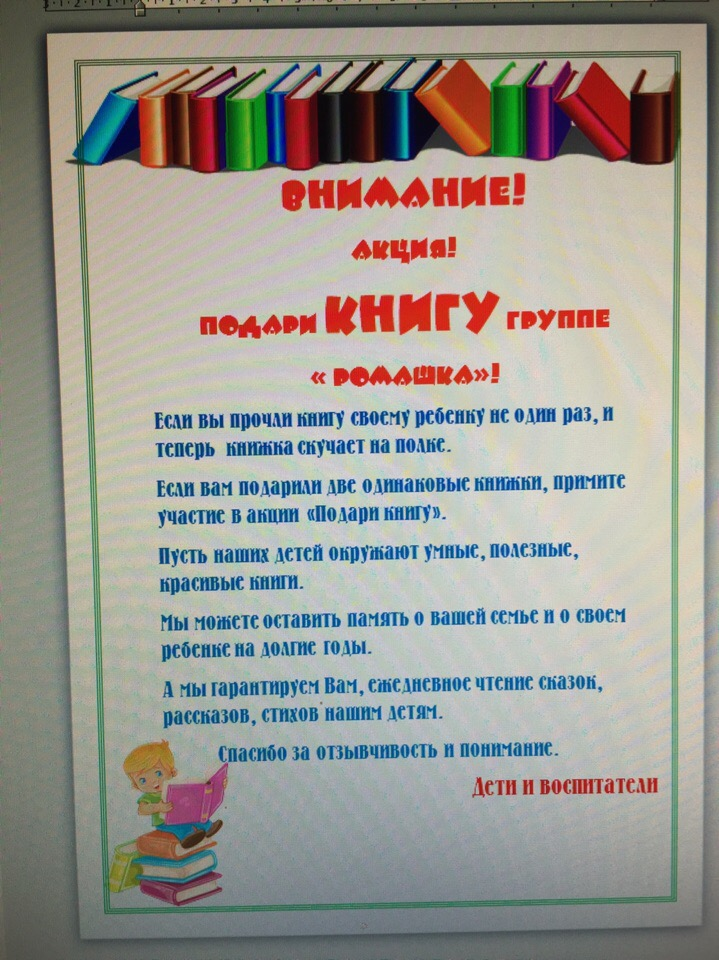 ВНИМАНИЕ!
АКЦИЯ!
ПОДАРИ КНИГУ ГРУППЕ
« РОМАШКА»!
Если вы прочли книгу своему ребенку не один раз, и
теперь книжка скучает на полке.
Если вам подарили две одинаковые книжки, примите
участие в акции «Подари книгу».
Пусть наших детей окружают умные, полезные,
красивые книги.
Мы можете оставить память о вашей семье и о своем
ребенке на долгие годы.
А мы гарантируем Вам, ежедневное чтение сказок,
рассказов, стихов нашим детям.
Спасибо за отзывчивость и понимание.
Дети и воспитатели